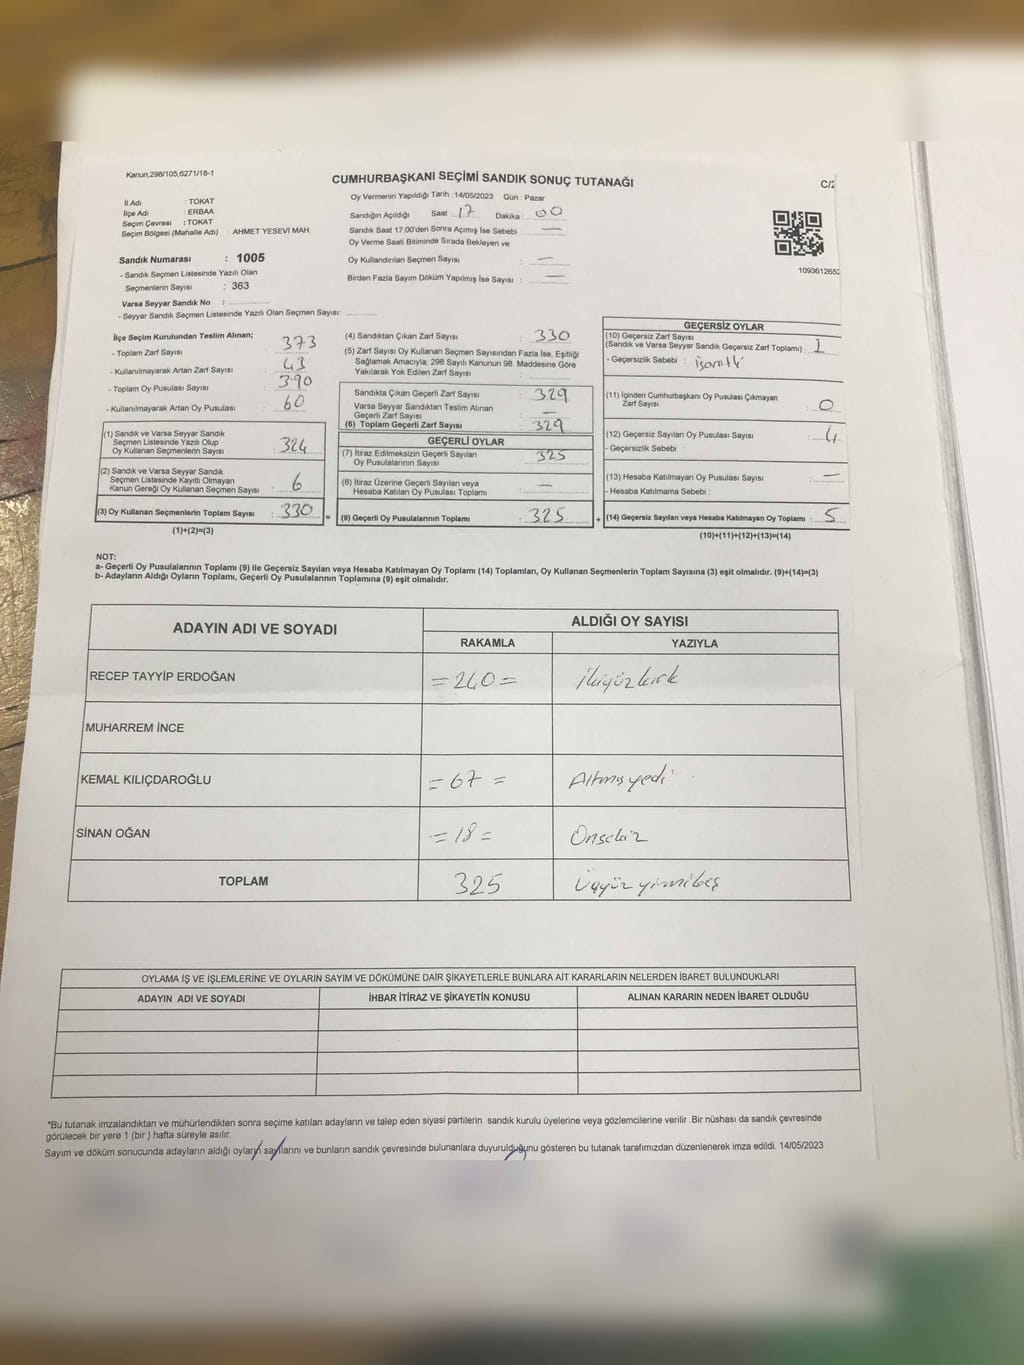 Kanun;298/105,6271/18-1
CUMHURBAŞKANI SEÇİMİ SANDIK SONUÇ TUTANAĞI
İl Adı : TOKAT
İlçe Adı : ERBAA
Seçim Çevresi : TOKAT
Seçim Bölgesi (Mahalle Adı) : AHMET YESEVİ MAH.
Sandık Numarası : 1005
- Sandık Seçmen Listesinde Yazılı Olan
Seçmenlerin Sayısı : 363
Varsa Seyyar Sandık No :
- Seyyar Sandık Seçmen Listesinde Yazılı Olan Seçmen Sayısı:
Oy Vermenin Yapıldığı Tarih : 14/05/2023 Gün : Pazar
Sandığın Açıldığı Saat : 17 Dakika : 00
Sandık Saat 17:00'den Sonra Açımış İse Sebebi : —
Oy Verme Saati Bitiminde Sırada Bekleyen ve
Oy Kullandırılan Seçmen Sayısı : —
Birden Fazla Sayım Döküm Yapılmış İse Sayısı : —
C/2
1093612652
İlçe Seçim Kurulundan Teslim Alınan;
- Toplam Zarf Sayısı : 373
- Kullanılmayarak Artan Zarf Sayısı : 43
- Toplam Oy Pusulası Sayısı : 390
- Kullanılmayarak Artan Oy Pusulası : 60
(1) Sandık ve Varsa Seyyar Sandık
Seçmen Listesinde Yazılı Olup
Oy Kullanan Seçmenlerin Sayısı : 324
(2) Sandık ve Varsa Seyyar Sandık
Seçmen Listesinde Kayıtlı Olmayan
Kanun Gereği Oy Kullanan Seçmen Sayısı : 6
(3) Oy Kullanan Seçmenlerin Toplam Sayısı : 330 =
(1)+(2)=(3)
(4) Sandıktan Çıkan Zarf Sayısı : 330
(5) Zarf Sayısı Oy Kullanan Seçmen Sayısından Fazla İse, Eşitliği
Sağlamak Amacıyla, 298 Sayılı Kanunun 98. Maddesine Göre
Yakılarak Yok Edilen Zarf Sayısı :
Sandıkta Çıkan Geçerli Zarf Sayısı : 329
Varsa Seyyar Sandıktan Teslim Alınan
Geçerli Zarf Sayısı : —
(6) Toplam Geçerli Zarf Sayısı : 329
GEÇERLİ OYLAR
(7) İtiraz Edilmeksizin Geçerli Sayılan
Oy Pusulalarının Sayısı : 325
(8) İtiraz Üzerine Geçerli Sayılan veya
Hesaba Katılan Oy Pusulası Toplamı : —
(9) Geçerli Oy Pusulalarının Toplamı : 325 +
GEÇERSİZ OYLAR
(10) Geçersiz Zarf Sayısı
(Sandık ve Varsa Seyyar Sandık Geçersiz Zarf Toplamı) : 1
- Geçersizlik Sebebi : işaretli
(11) İçinden Cumhurbaşkanı Oy Pusulası Çıkmayan
Zarf Sayısı : 0
(12) Geçersiz Sayılan Oy Pusulası Sayısı : 4
- Geçersizlik Sebebi :
(13) Hesaba Katılmayan Oy Pusulası Sayısı : —
- Hesaba Katılmama Sebebi :
(14) Geçersiz Sayılan veya Hesaba Katılmayan Oy Toplamı : 5
(10)+(11)+(12)+(13)=(14)
NOT:
a- Geçerli Oy Pusulalarının Toplamı (9) ile Geçersiz Sayılan veya Hesaba Katılmayan Oy Toplamı (14) Toplamları, Oy Kullanan Seçmenlerin Toplam Sayısına (3) eşit olmalıdır. (9)+(14)=(3)
b- Adayların Aldığı Oyların Toplamı, Geçerli Oy Pusulalarının Toplamına (9) eşit olmalıdır.
ADAYIN ADI VE SOYADI
ALDIĞI OY SAYISI
RAKAMLA YAZIYLA
RECEP TAYYİP ERDOĞAN =240= ikiyüzkırk
MUHARREM İNCE
KEMAL KILIÇDAROĞLU =67= Altmışyedi
SİNAN OĞAN =18= Onsekiz
TOPLAM 325 Üçyüzyirmibeş
OYLAMA İŞ VE İŞLEMLERİNE VE OYLARIN SAYIM VE DÖKÜMÜNE DAİR ŞİKAYETLERLE BUNLARA AİT KARARLARIN NELERDEN İBARET BULUNDUKLARI
ADAYIN ADI VE SOYADI İHBAR İTİRAZ VE ŞİKAYETİN KONUSU ALINAN KARARIN NEDEN İBARET OLDUĞU
*Bu tutanak imzalandıktan ve mühürlendikten sonra seçime katılan adayların ve talep eden siyasi partilerin sandık kurulu üyelerine veya gözlemcilerine verilir .Bir nüshası da sandık çevresinde
görülecek bir yere 1 (bir ) hafta süreyle asılır.
Sayım ve döküm sonucunda adayların aldığı oyların sayılarını ve bunların sandık çevresinde bulunanlara duyurulduğunu gösteren bu tutanak tarafımızdan düzenlenerek imza edildi. 14/05/2023